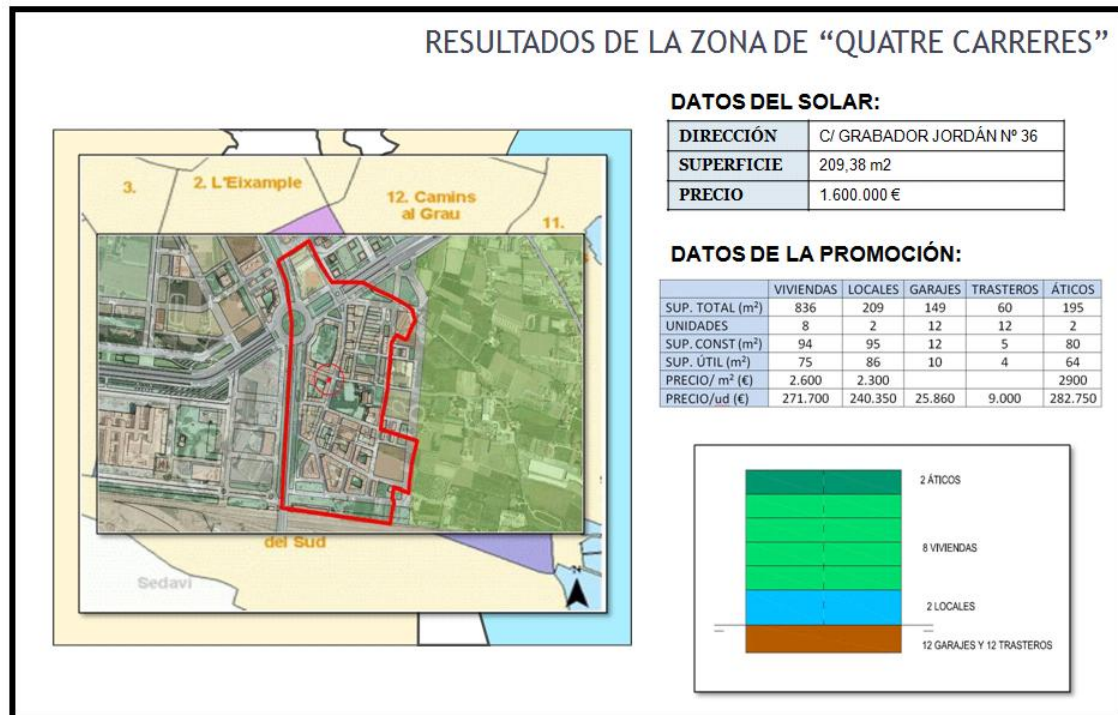 RESULTADOS DE LA ZONA DE “QUATRE CARRERES”
3.
2. L'Eixample
12. Camins
al Grau
11.
del Sud
Sedaví
N
DATOS DEL SOLAR:
DIRECCIÓN C/ GRABADOR JORDÁN Nº 36
SUPERFICIE 209,38 m2
PRECIO 1.600.000 €
DATOS DE LA PROMOCIÓN:
VIVIENDAS LOCALES GARAJES TRASTEROS ÁTICOS
SUP. TOTAL (m²) 836 209 149 60 195
UNIDADES 8 2 12 12 2
SUP. CONST (m²) 94 95 12 5 80
SUP. ÚTIL (m²) 75 86 10 4 64
PRECIO/ m² (€) 2.600 2.300 2900
PRECIO/ud (€) 271.700 240.350 25.860 9.000 282.750
2 ÁTICOS
8 VIVIENDAS
2 LOCALES
12 GARAJES Y 12 TRASTEROS